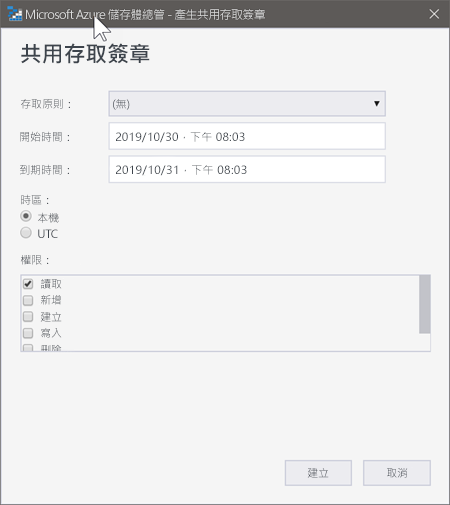 Microsoft Azure 儲存體總管 - 產生共用存取簽章
共用存取簽章
存取原則：
(無)
開始時間：
2019/10/30，下午 08:03
到期時間：
2019/10/31，下午 08:03
時區：
本機
UTC
權限：
讀取
新增
建立
寫入
刪除
建立
取消